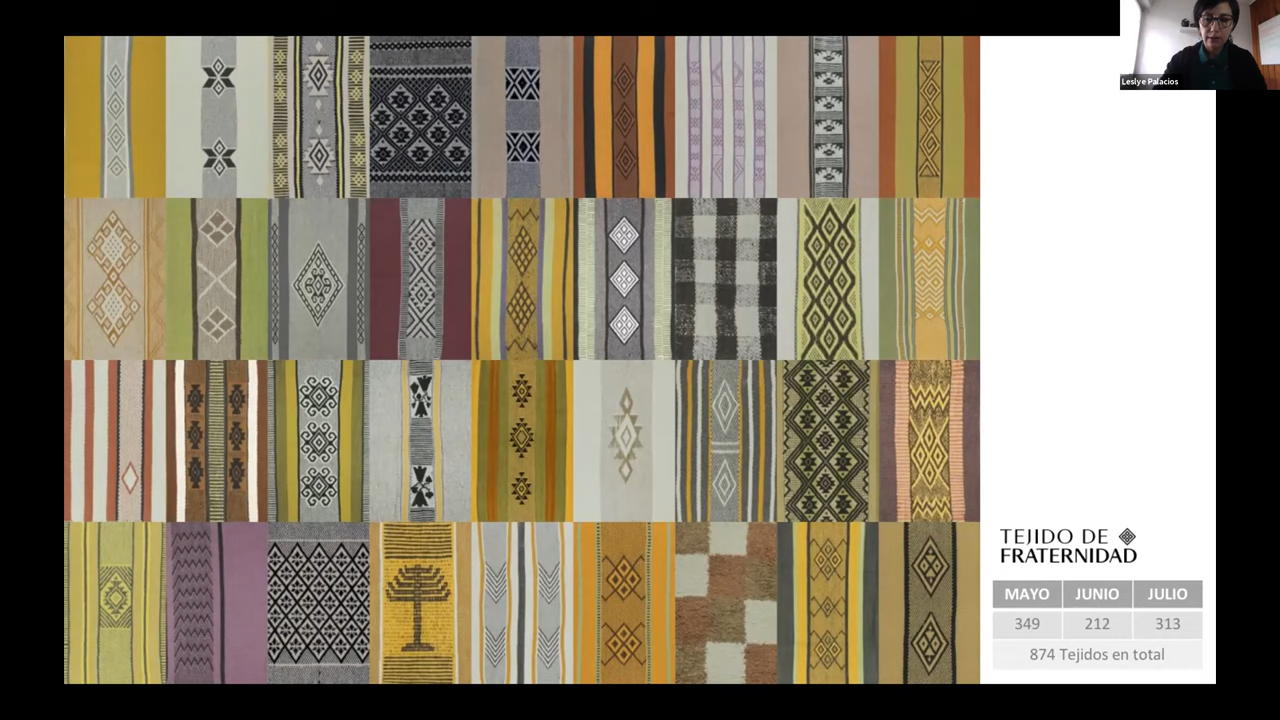 Leslye Palacios
TEJIDO DE
FRATERNIDAD
MAYO JUNIO JULIO
349 212 313
874 Tejidos en total